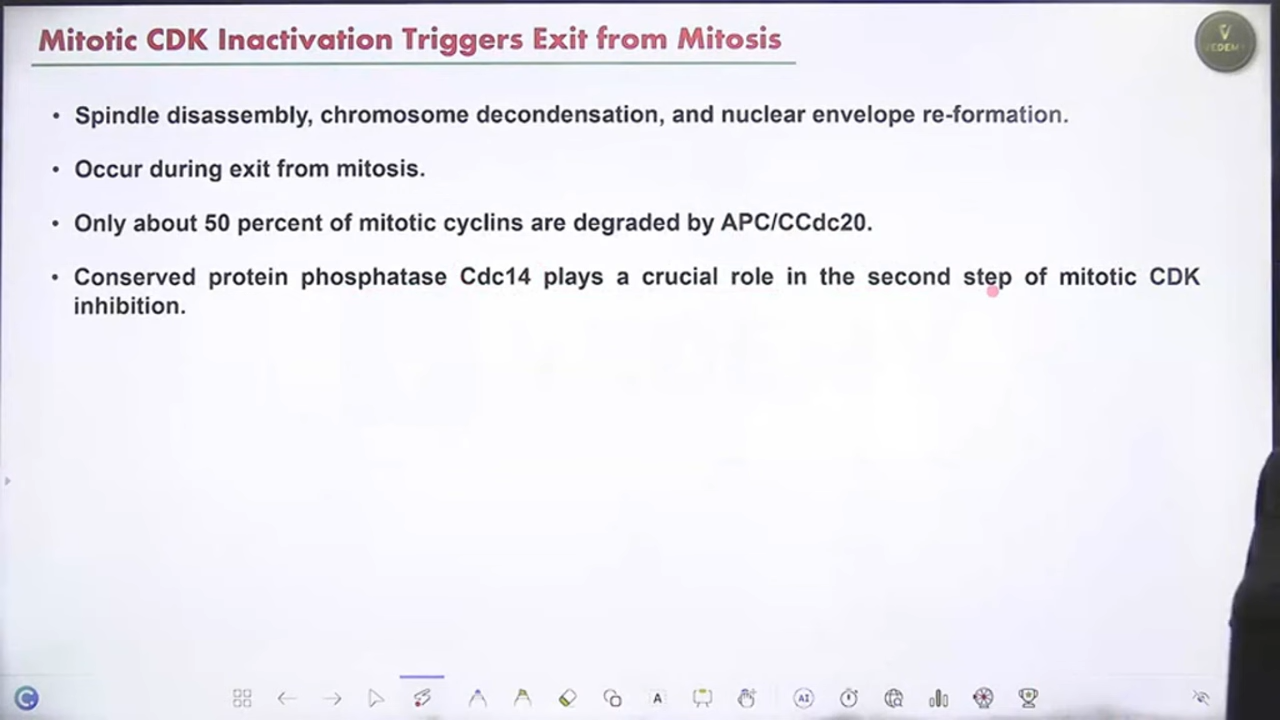 Mitotic CDK Inactivation Triggers Exit from Mitosis
VEDEMY
• Spindle disassembly, chromosome decondensation, and nuclear envelope re-formation.
• Occur during exit from mitosis.
• Only about 50 percent of mitotic cyclins are degraded by APC/CCdc20.
• Conserved protein phosphatase Cdc14 plays a crucial role in the second step of mitotic CDK
inhibition.
A
AI